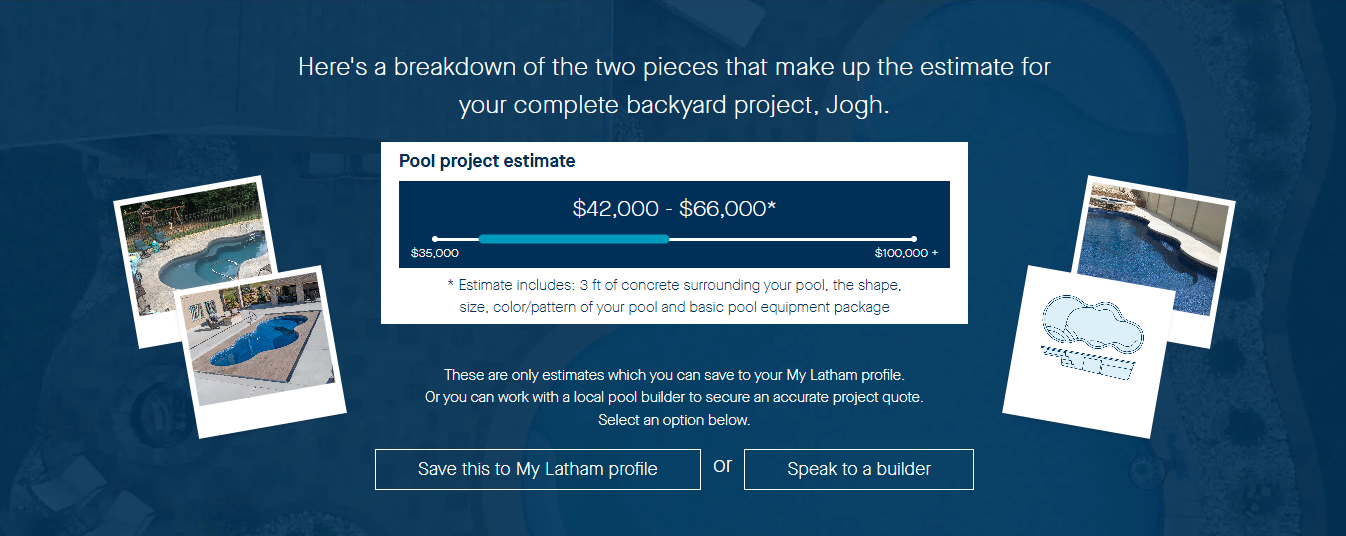 Here's a breakdown of the two pieces that make up the estimate for
your complete backyard project, Jogh.
Pool project estimate
$42,000 - $66,000*
$35,000
$100,000 +
* Estimate includes: 3 ft of concrete surrounding your pool, the shape,
size, color/pattern of your pool and basic pool equipment package
These are only estimates which you can save to your My Latham profile.
Or you can work with a local pool builder to secure an accurate project quote.
Select an option below.
Save this to My Latham profile
or
Speak to a builder